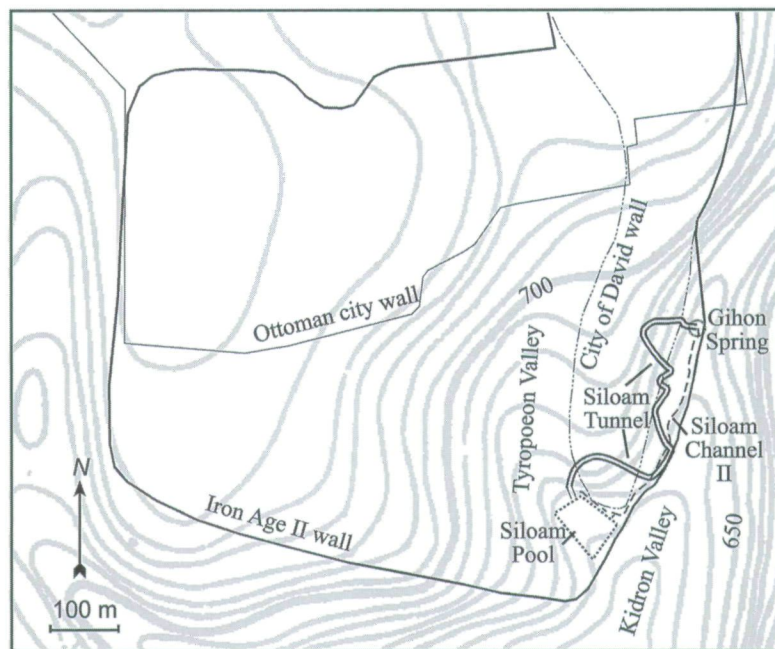 700
Ottoman city wall
City of David wall
Gihon
Spring
Tyropoeon Valley
Siloam
Tunnel
Siloam
Channel
II
Iron Age II wall
Siloam
Pool
Kidron Valley
650
N
100 m